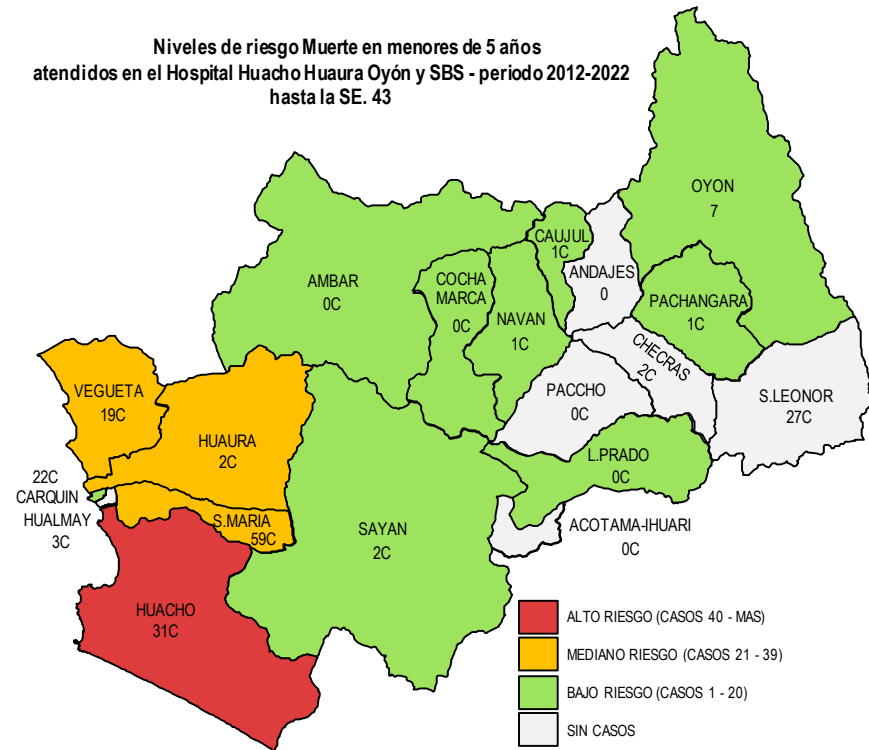 Niveles de riesgo Muerte en menores de 5 años
atendidos en el Hospital Huacho Huaura Oyón y SBS - periodo 2012-2022
hasta la SE. 43
OYON
7
CAUJUL
1C
ANDAJES
0
AMBAR
0C
COCHA
MARCA
0C
NAVAN
1C
PACHANGARA
1C
CHECRAS
2C
PACCHO
0C
S.LEONOR
27C
VEGUETA
19C
HUAURA
2C
L.PRADO
0C
22C
CARQUIN
HUALMAY
3C
S.MARIA
59C
SAYAN
2C
ACOTAMA-IHUARI
0C
HUACHO
31C
ALTO RIESGO (CASOS 40 - MAS)
MEDIANO RIESGO (CASOS 21 - 39)
BAJO RIESGO (CASOS 1 - 20)
SIN CASOS